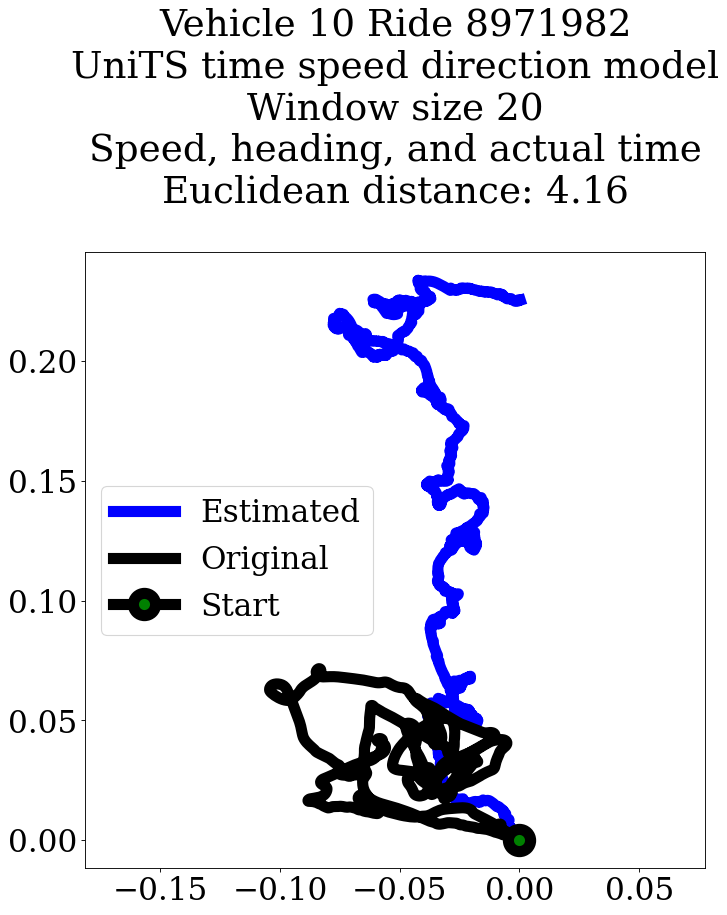 Vehicle 10 Ride 8971982
UniTS time speed direction model
Window size 20
Speed, heading, and actual time
Euclidean distance: 4.16
0.20
0.15
0.10
0.05
0.00
Estimated
Original
Start
−0.15 −0.10 −0.05 0.00 0.05